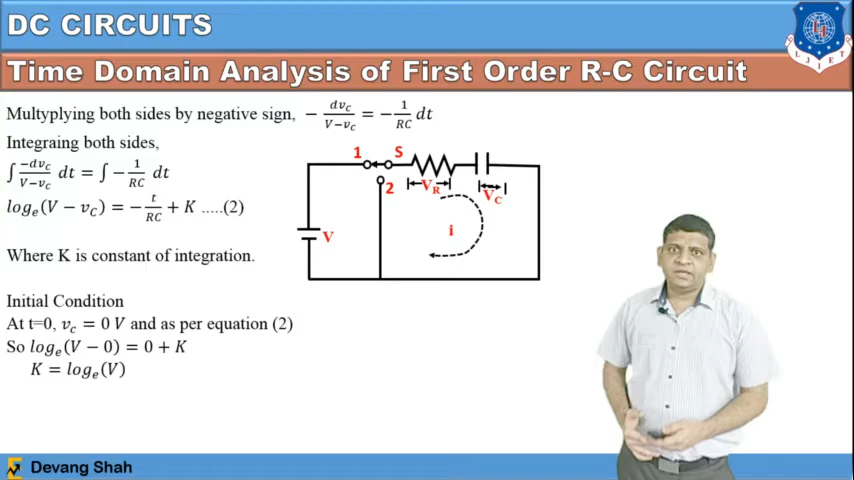 DC CIRCUITS
Time Domain Analysis of First Order R-C Circuit
LJIET
Multyplying both sides by negative sign, − dv_c/(V−v_c) = − 1/RC dt
Integraing both sides,
∫ −dv_c/(V−v_c) dt = ∫ − 1/RC dt
log_e(V − v_C) = − t/RC + K .....(2)
Where K is constant of integration.
Initial Condition
At t=0, v_c = 0 V and as per equation (2)
So log_e(V − 0) = 0 + K
K = log_e(V)
1
S
2
V_R
V_C
V
i
Devang Shah